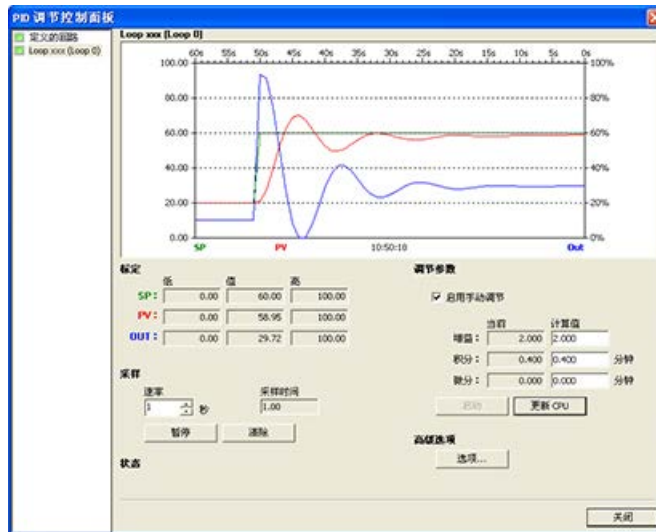 PID 调节控制面板
定义的回路
Loop xxx (Loop 0)
Loop xxx (Loop 0)
60s 55s 50s 45s 40s 35s 30s 25s 20s 15s 10s 5s 0s
100.00 100%
80.00 80%
60.00 60%
40.00 40%
20.00 20%
0.00 0%
SP PV 10:50:18 Out
标定
低 值 高
SP: 0.00 60.00 100.00
PV: 0.00 58.95 100.00
OUT: 0.00 29.72 100.00
采样
速率 采样时间
1 秒 1.00
暂停 清除
状态
调节参数
启用手动调节
当前 计算值
增益: 2.000 2.000
积分: 0.400 0.400 分钟
微分: 0.000 0.000 分钟
启动 更新 CPU
高级选项
选项...
关闭